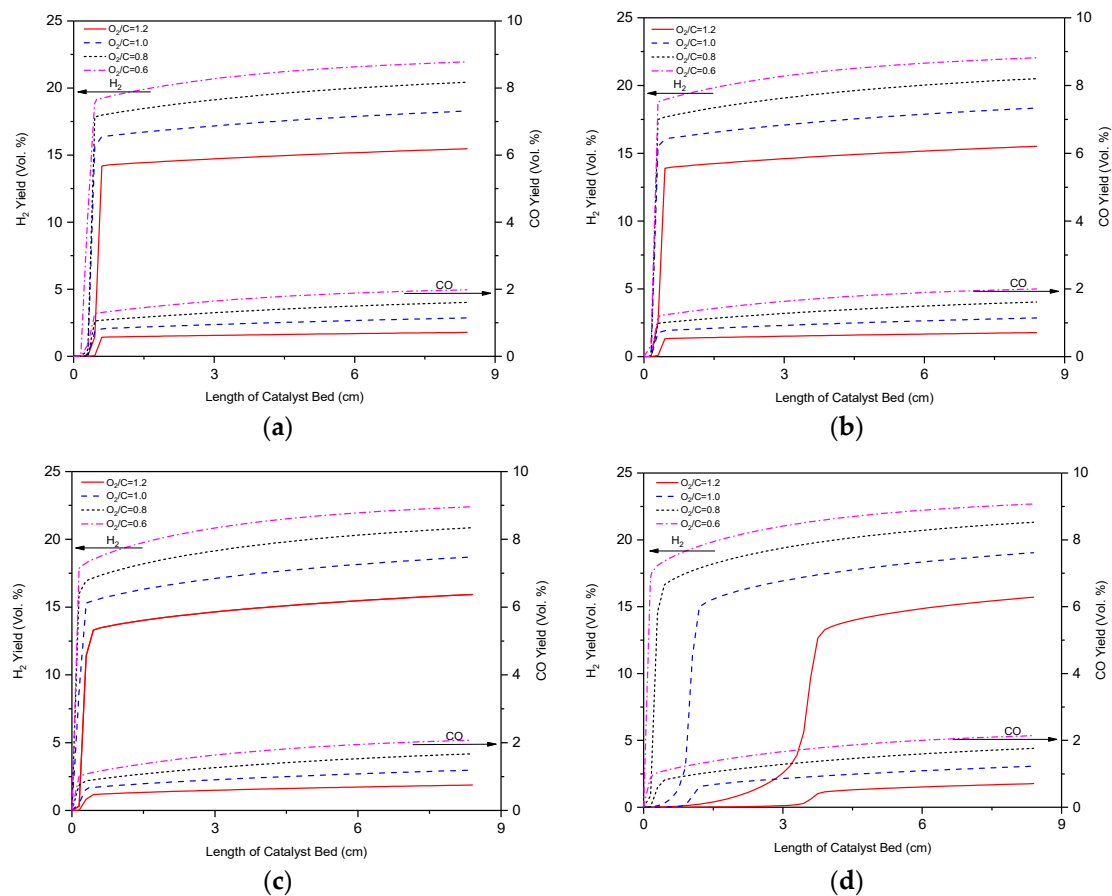 25
20
15
10
5
0
H2 Yield (Vol. %)
O2/C=1.2
O2/C=1.0
O2/C=0.8
O2/C=0.6
H2
CO
10
8
6
4
2
0
CO Yield (Vol. %)
0 3 6 9
Length of Catalyst Bed (cm)
(a)
25
20
15
10
5
0
H2 Yield (Vol. %)
O2/C=1.2
O2/C=1.0
O2/C=0.8
O2/C=0.6
H2
CO
10
8
6
4
2
0
CO Yield (Vol. %)
0 3 6 9
Length of Catalyst Bed (cm)
(b)
25
20
15
10
5
0
H2 Yield (Vol. %)
O2/C=1.2
O2/C=1.0
O2/C=0.8
O2/C=0.6
H2
CO
10
8
6
4
2
0
CO Yield (Vol. %)
0 3 6 9
Length of Catalyst Bed (cm)
(c)
25
20
15
10
5
0
H2 Yield (Vol. %)
O2/C=1.2
O2/C=1.0
O2/C=0.8
O2/C=0.6
H2
CO
10
8
6
4
2
0
CO Yield (Vol. %)
0 3 6 9
Length of Catalyst Bed (cm)
(d)